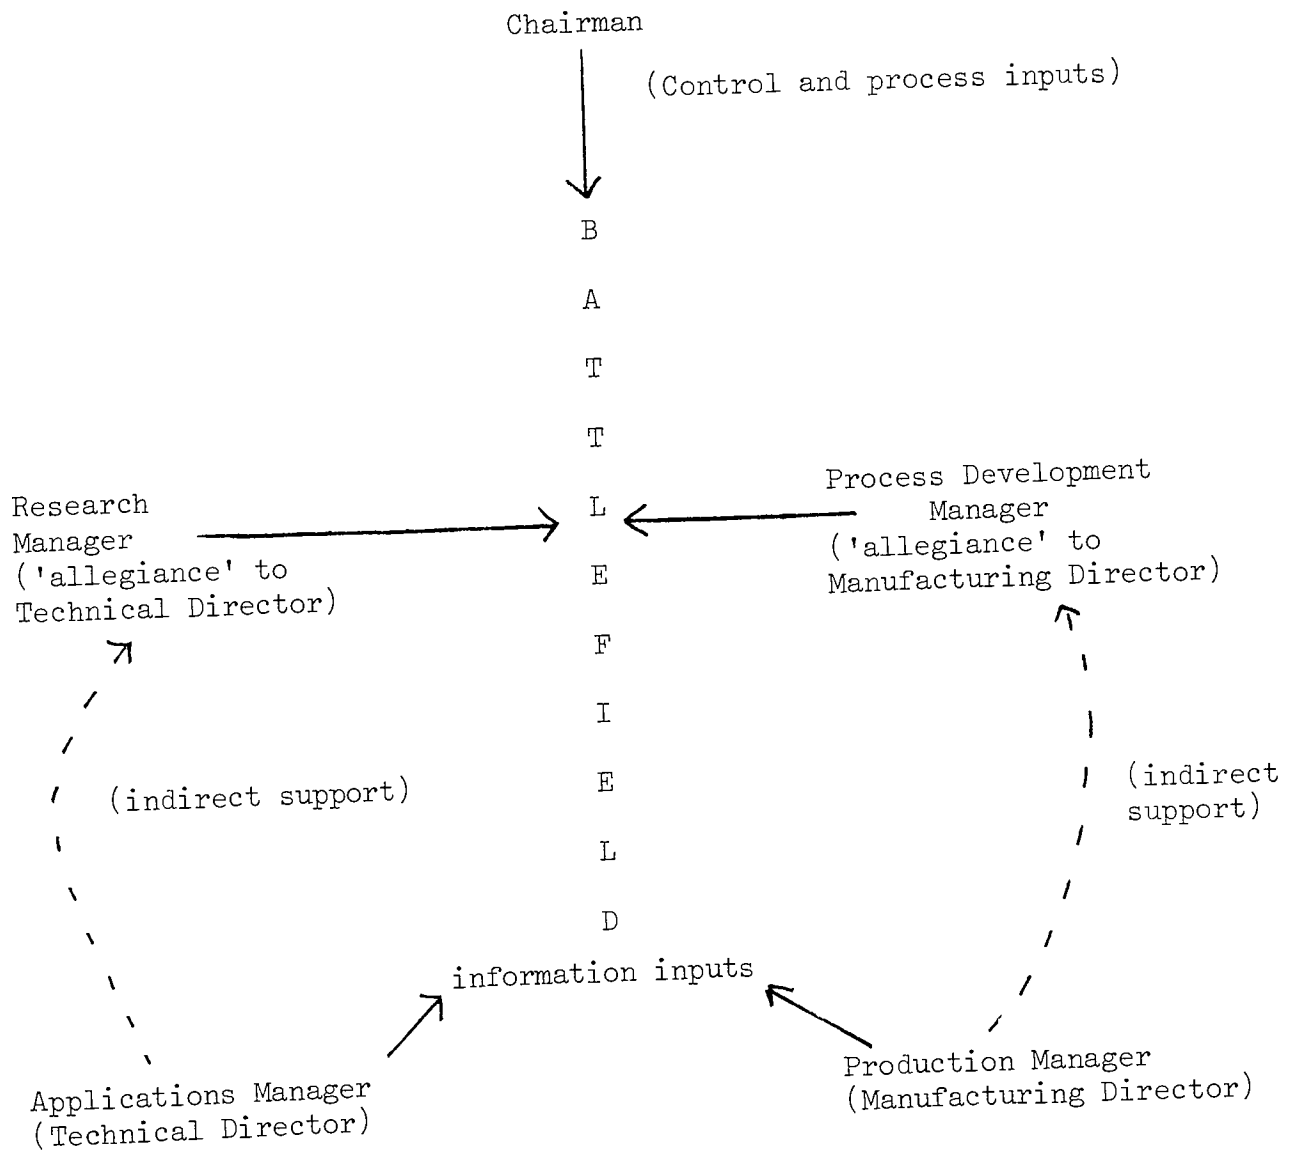 Chairman
(Control and process inputs)
B
A
T
T
L
E
F
I
E
L
D
Research
Manager
('allegiance' to
Technical Director)
Process Development
Manager
('allegiance' to
Manufacturing Director)
(indirect support)
(indirect
support)
information inputs
Applications Manager
(Technical Director)
Production Manager
(Manufacturing Director)